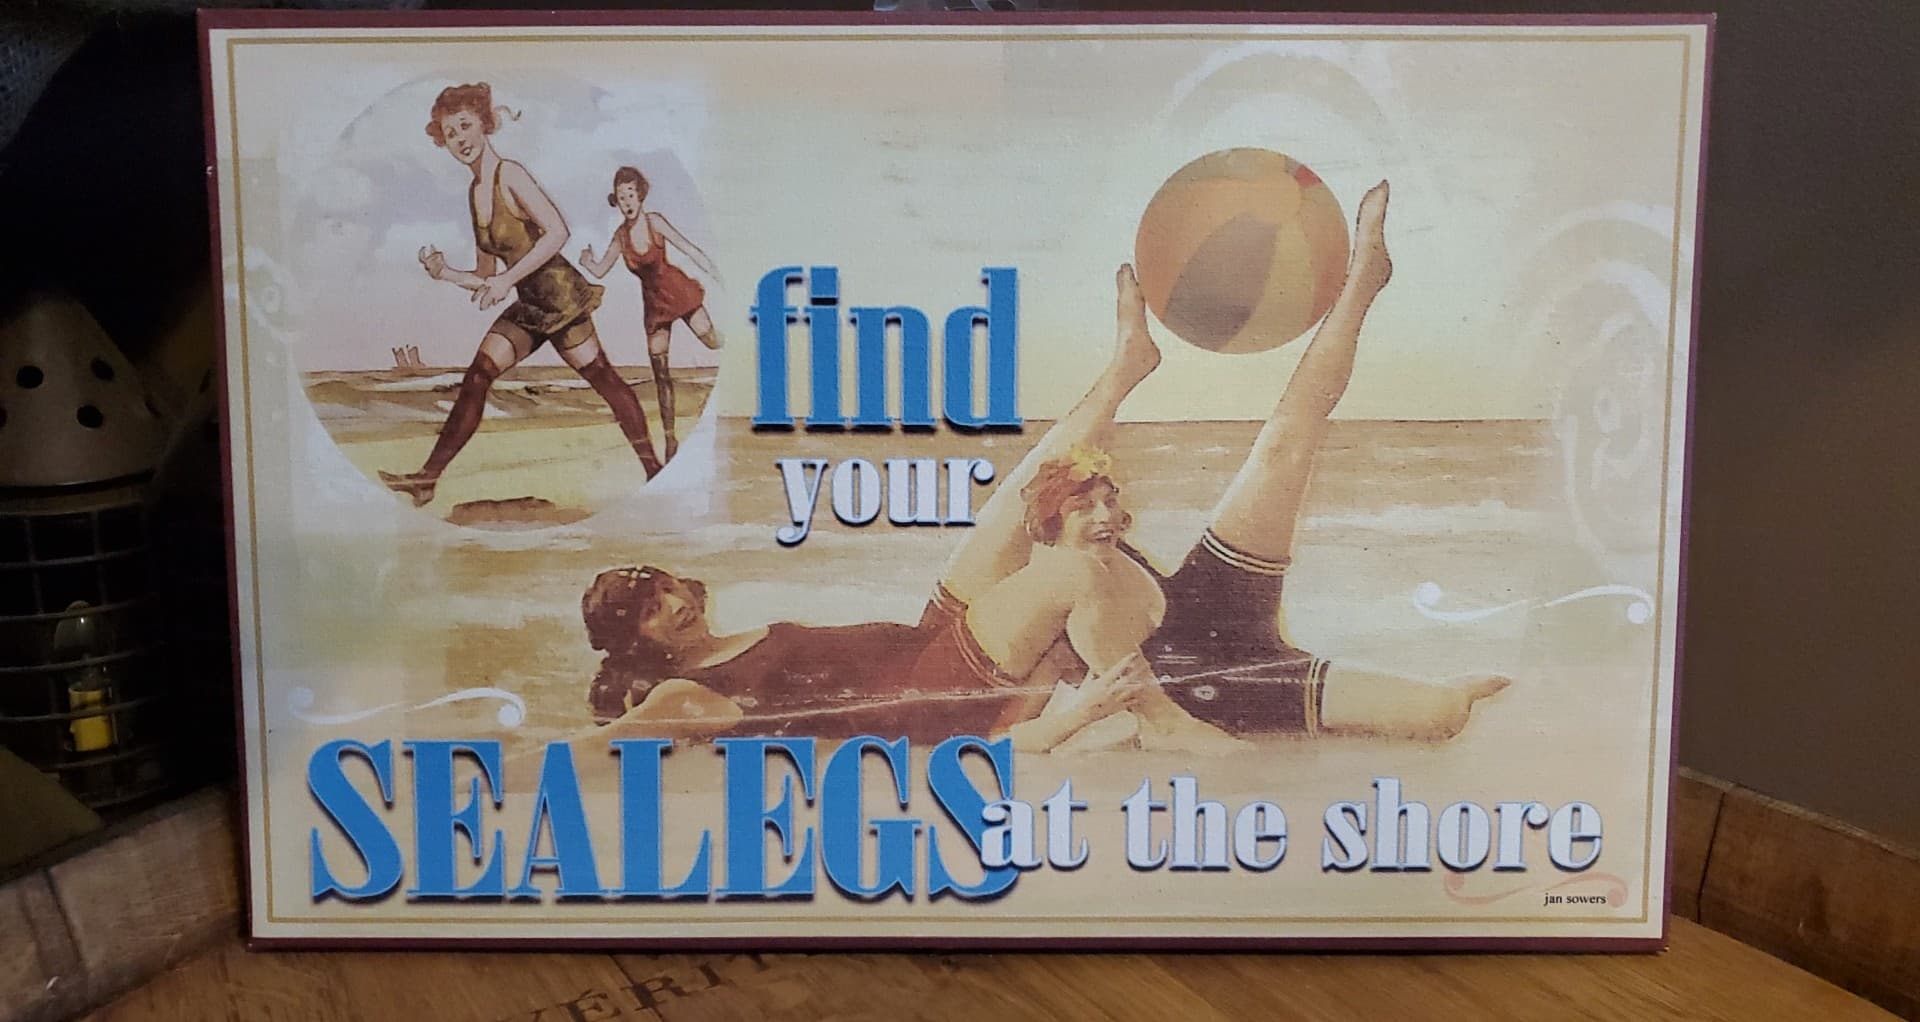 find
your
SEALEGS at the shore
jan sowers